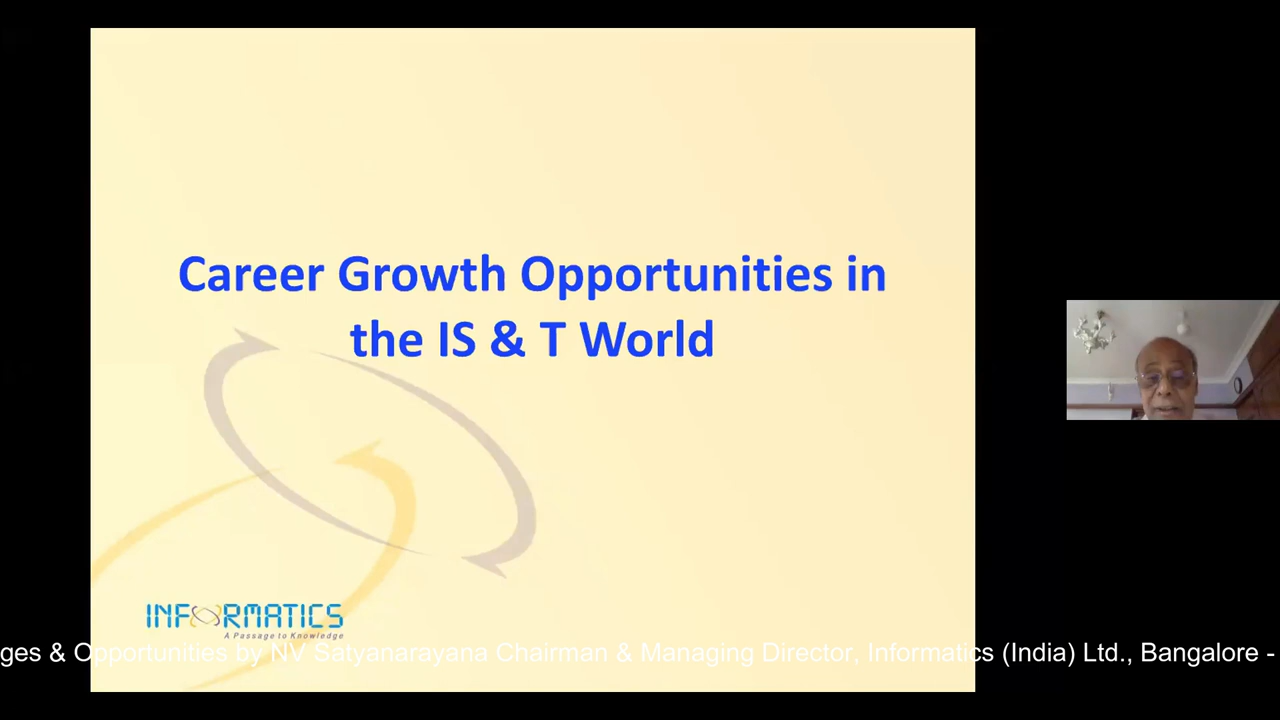 Career Growth Opportunities in
the IS & T World
INFORMATICS
A Passage to Knowledge
ges & Opportunities by NV Satyanarayana Chairman & Managing Director, Informatics (India) Ltd., Bangalore -